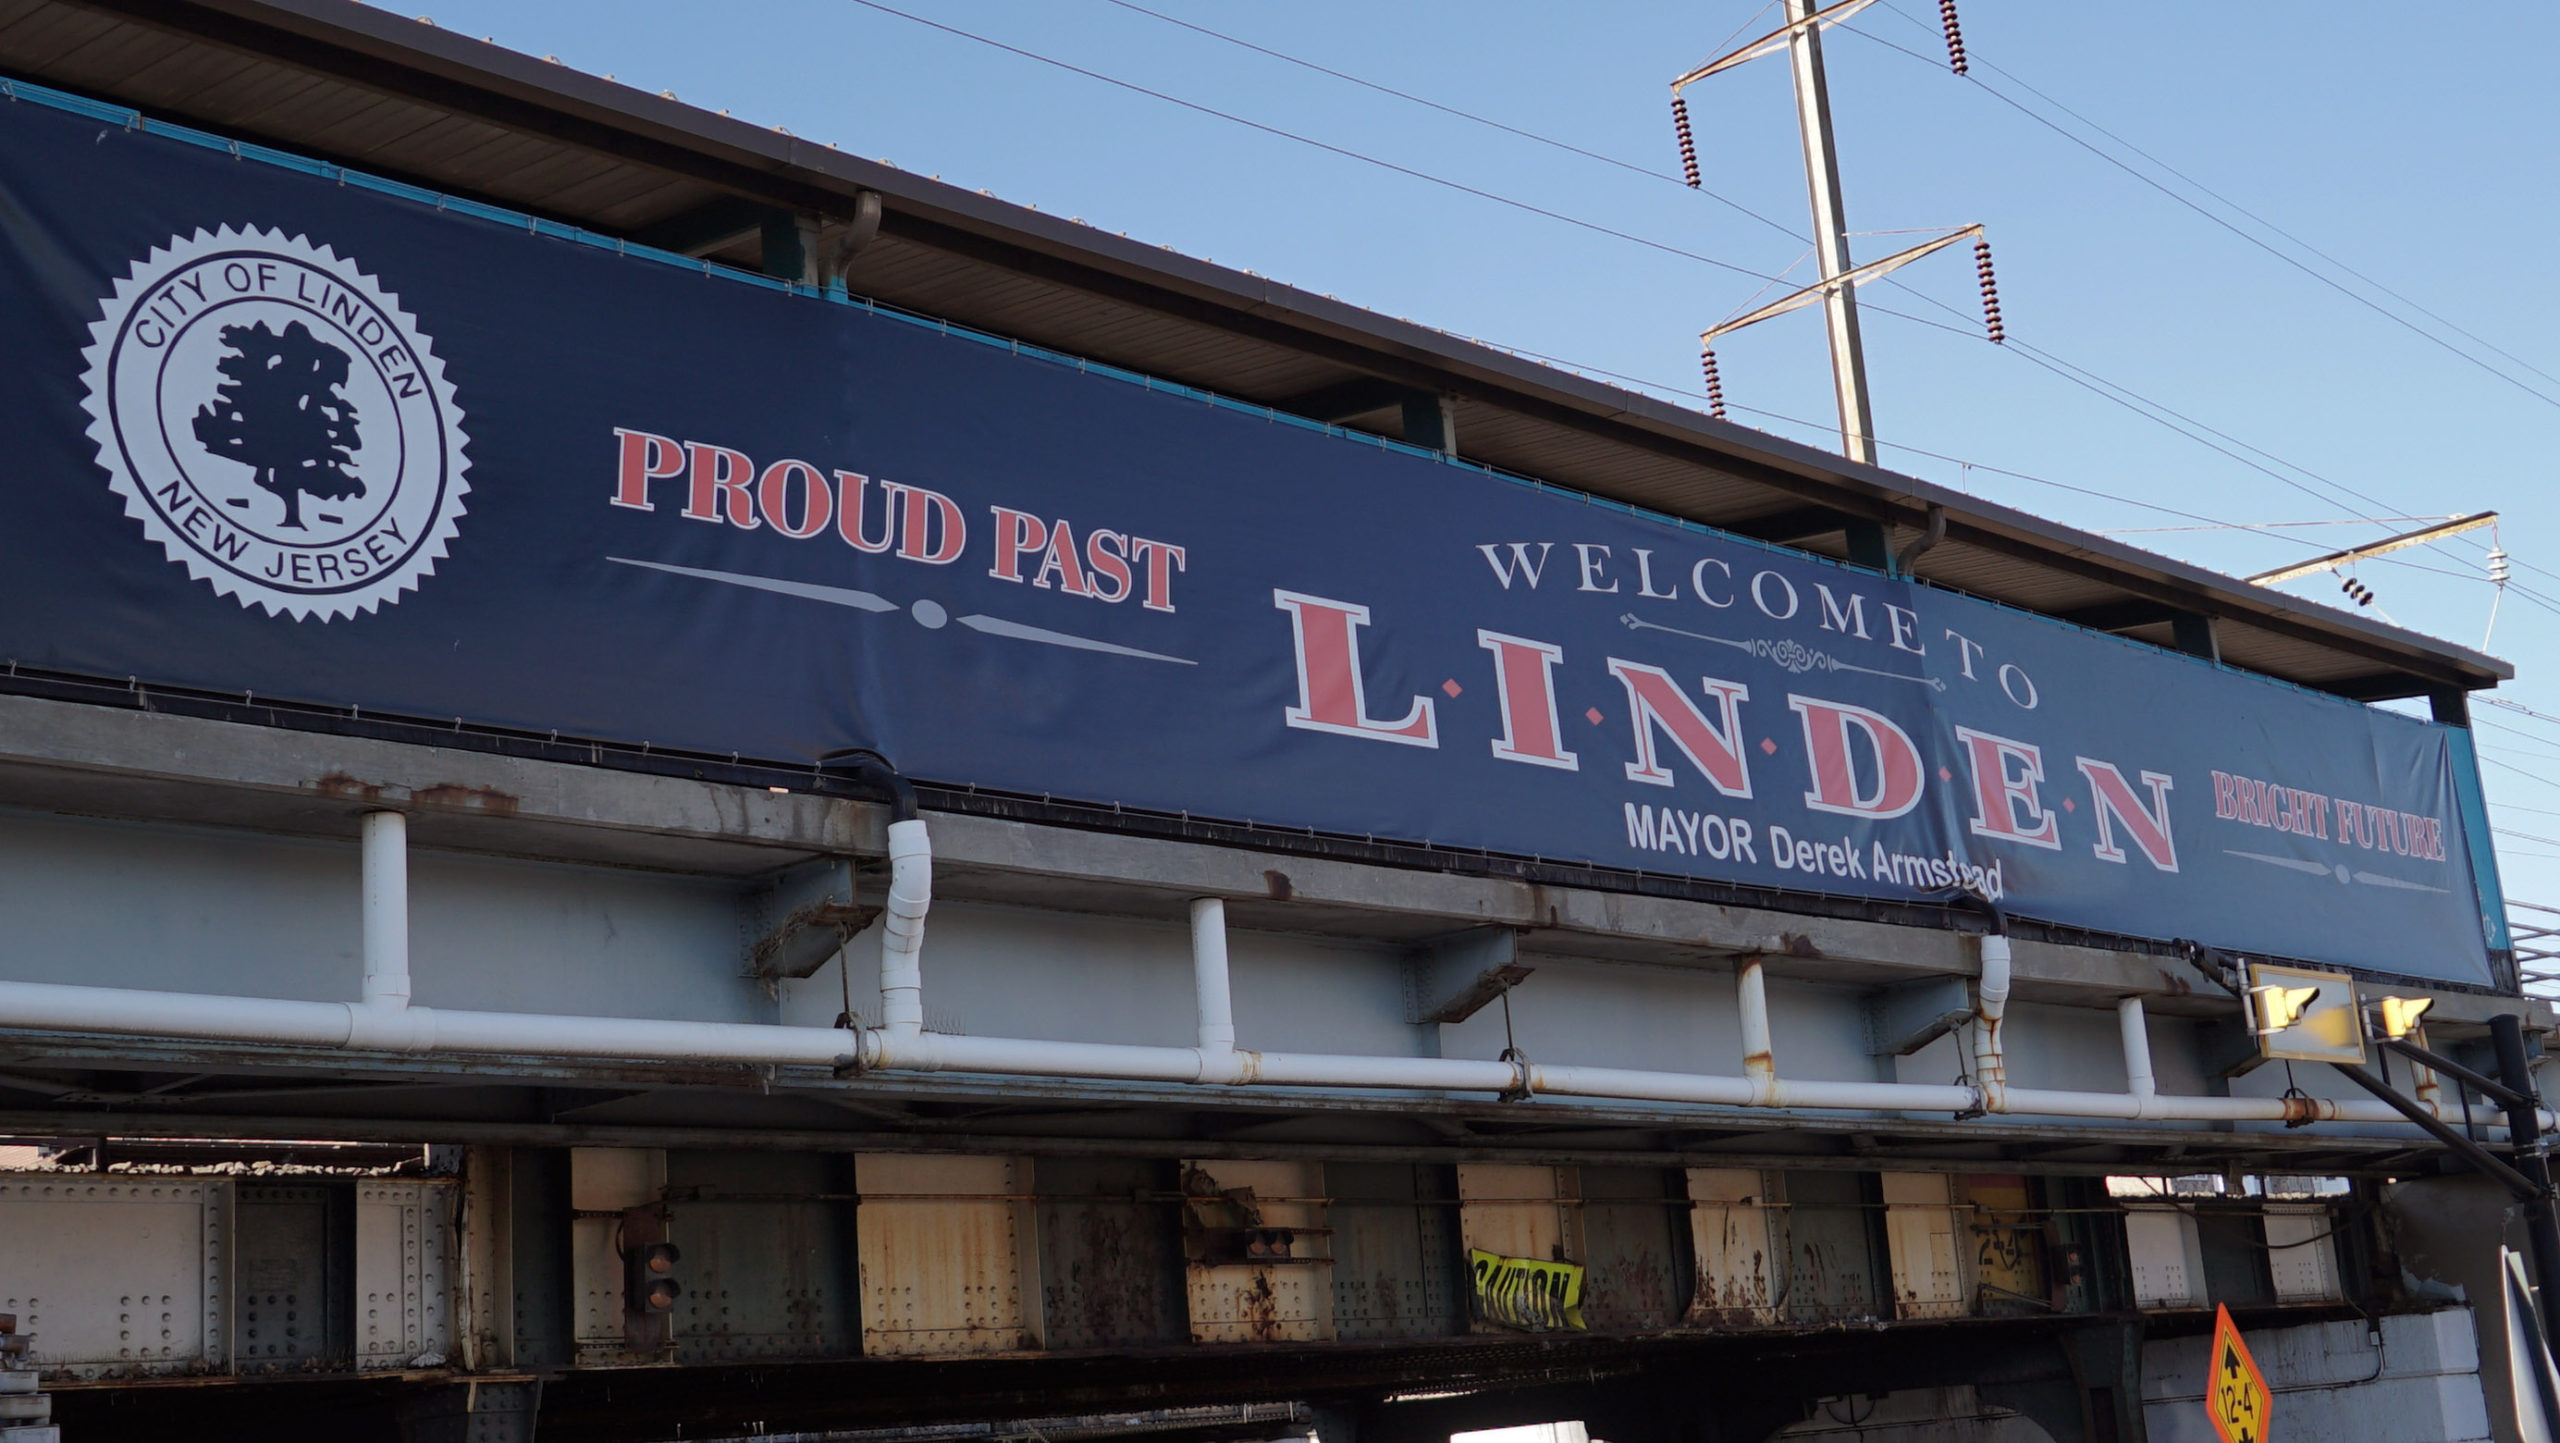 CITY OF LINDEN
NEW JERSEY
PROUD PAST
WELCOME TO
L·I·N·D·E·N
MAYOR Derek Armstead
BRIGHT FUTURE
CAUTION
12-4